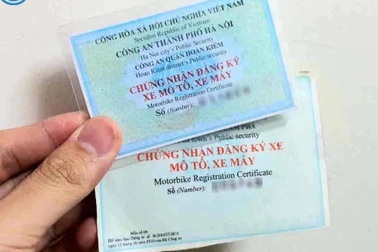 CỘNG HÒA XÃ HỘI CHỦ NGHĨA VIỆT NAM
Socialist Republic of Vietnam
CÔNG AN THÀNH PHỐ HÀ NỘI
Ha Noi city's Public Security
CÔNG AN QUẬN HOÀN KIẾM
Hoan Kiem district's Public Security
CHỨNG NHẬN ĐĂNG KÝ
XE MÔ TÔ, XE MÁY
Motorbike Registration Certificate
Số (Number):
Public security
CHỨNG NHẬN ĐĂNG KÝ XE
MÔ TÔ, XE MÁY
Motorbike Registration Certificate
Số (Number):